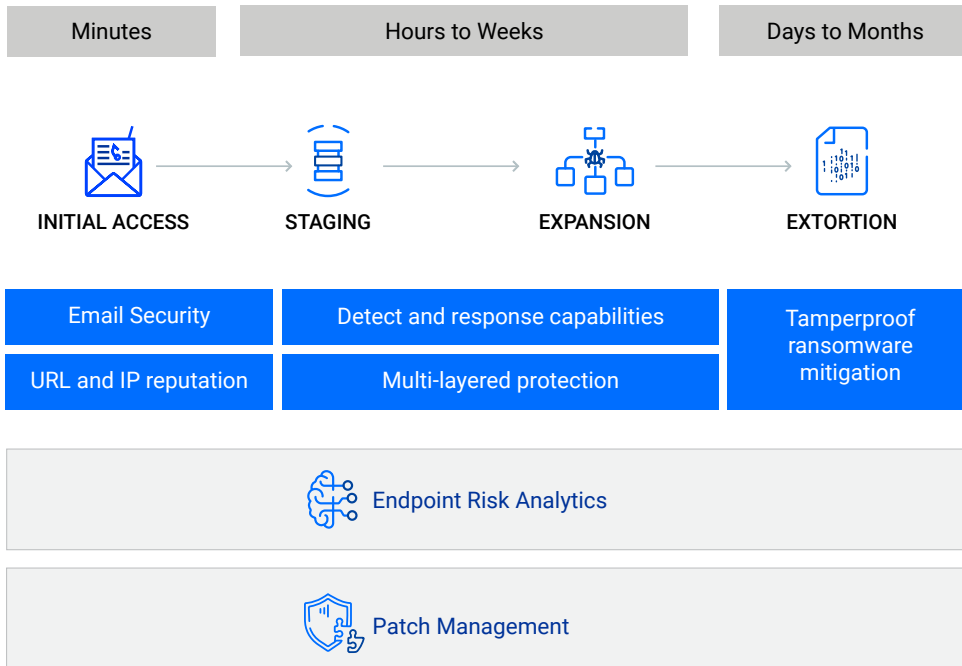 Minutes
Hours to Weeks
Days to Months
INITIAL ACCESS
STAGING
EXPANSION
EXTORTION
Email Security
Detect and response capabilities
Tamperproof
ransomware
mitigation
URL and IP reputation
Multi-layered protection
Endpoint Risk Analytics
Patch Management